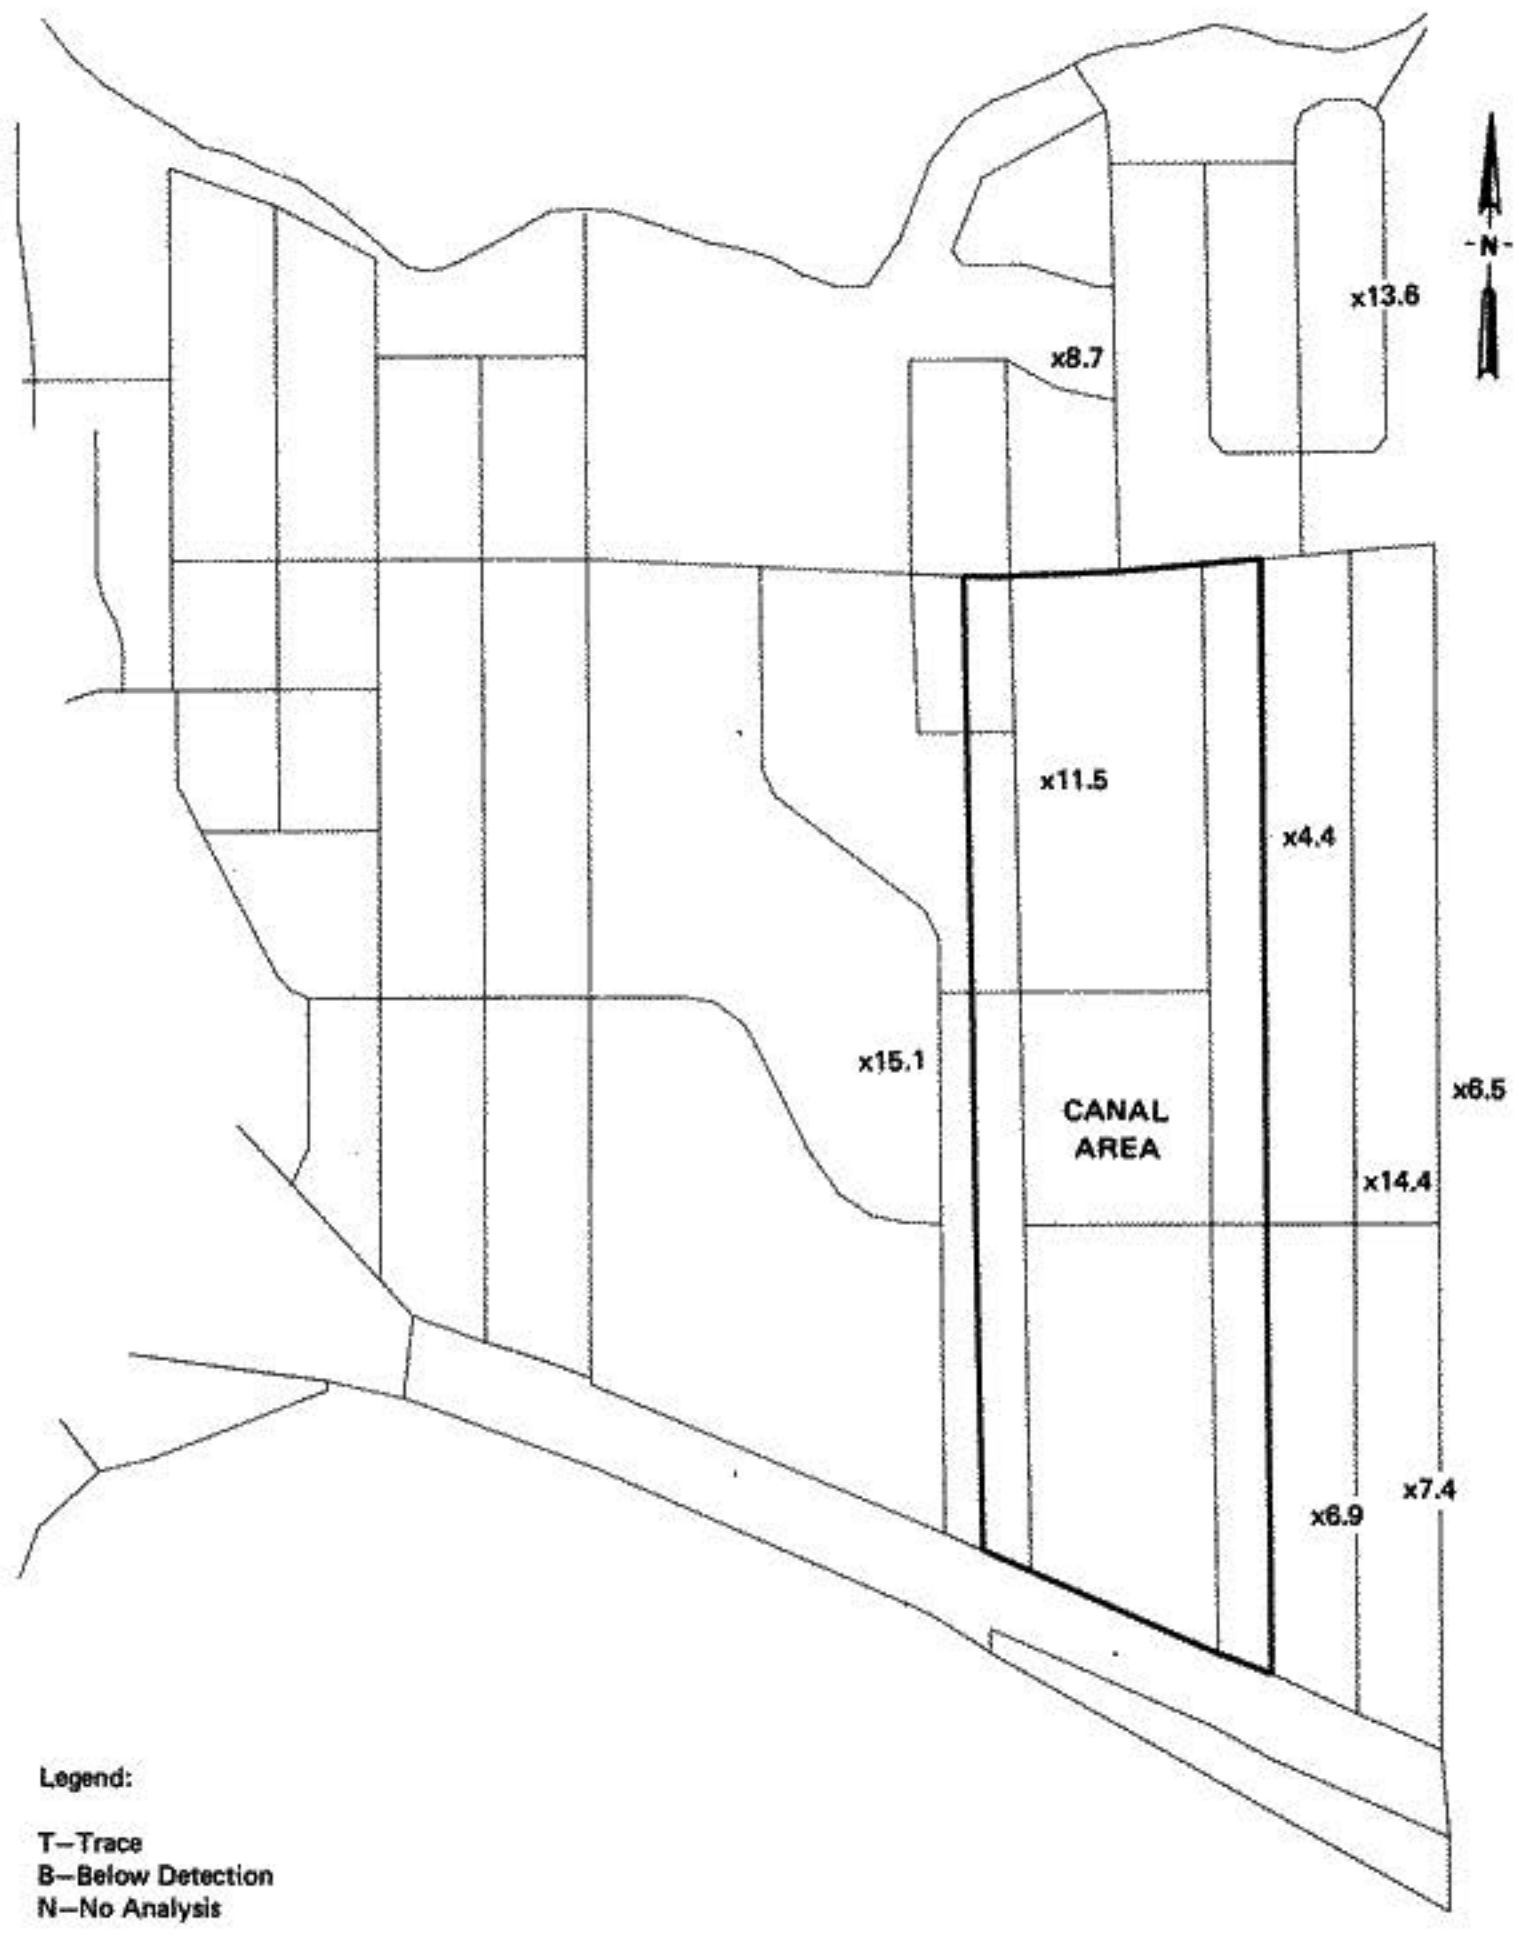 -N-
x13.6
x8.7
x11.5
x4.4
x15.1
x6.5
CANAL
AREA
x14.4
x7.4
x6.9
Legend:
T—Trace
B—Below Detection
N—No Analysis